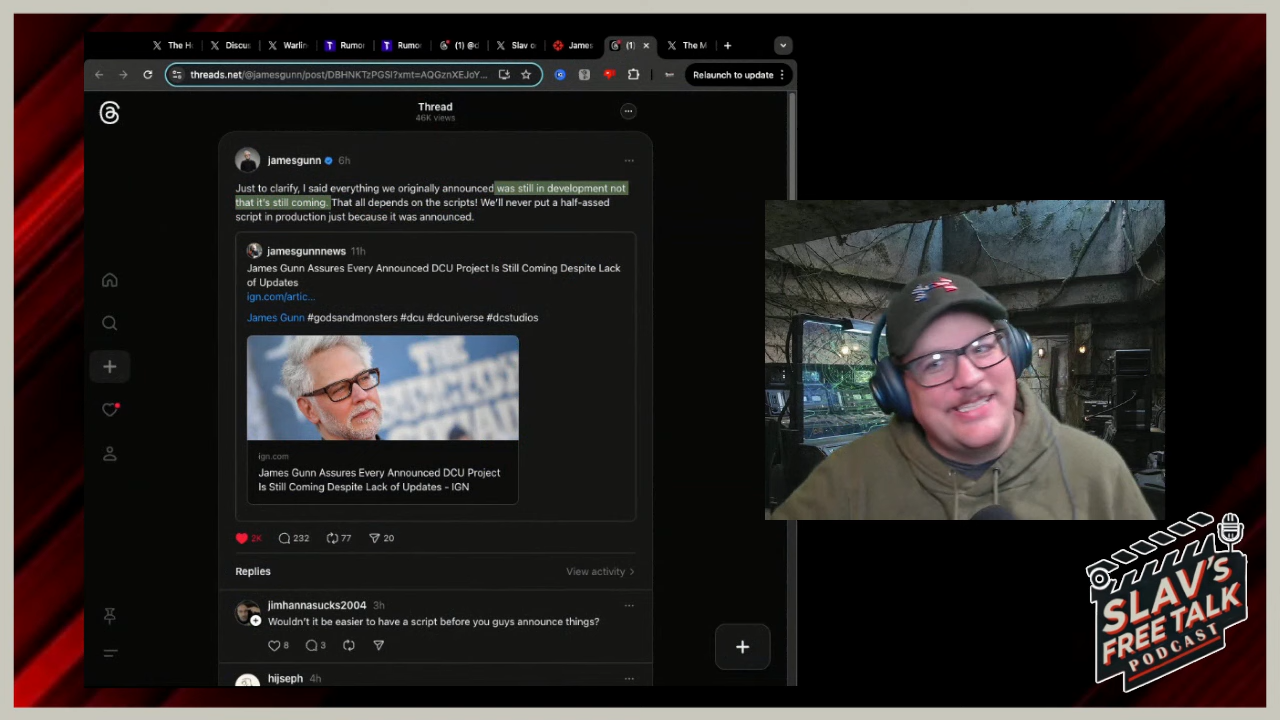 The H
Discus
Warlin
Rumor
Rumo
(1) @d
Slav o
James
(1)
The M
threads.net/@jamesgunn/post/DBHNKTzPGSI?xmt=AQGznXEJoY...
Relaunch to update
Thread
46K views
jamesgunn 6h
Just to clarify, I said everything we originally announced was still in development not
that it's still coming. That all depends on the scripts! We'll never put a half-assed
script in production just because it was announced.
jamesgunnnews 11h
James Gunn Assures Every Announced DCU Project Is Still Coming Despite Lack
of Updates
ign.com/artic...
James Gunn #godsandmonsters #dcu #dcuniverse #dcstudios
ign.com
James Gunn Assures Every Announced DCU Project
Is Still Coming Despite Lack of Updates - IGN
2K 232 77 20
Replies View activity
jimhannasucks2004 3h
Wouldn't it be easier to have a script before you guys announce things?
8 3
hijseph 4h
SLAV'S
FREE TALK
PODCAST